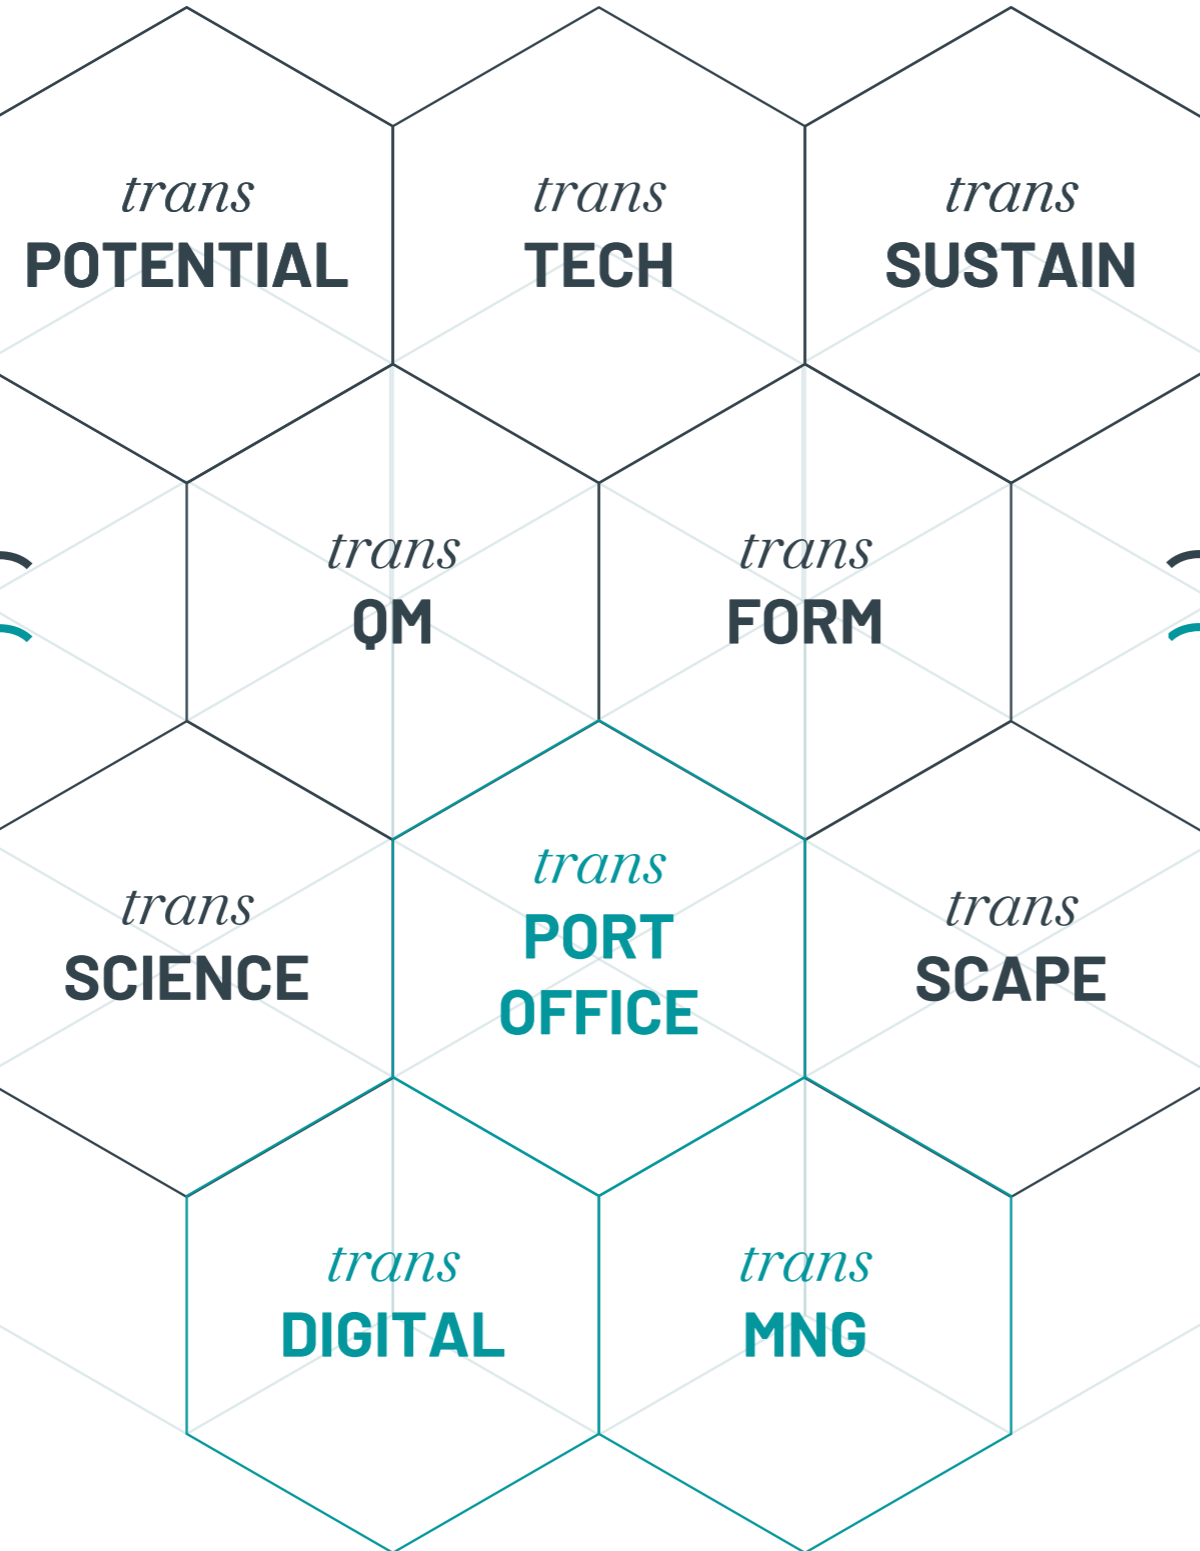 trans
POTENTIAL
trans
TECH
trans
SUSTAIN
trans
QM
trans
FORM
trans
SCIENCE
trans
PORT
OFFICE
trans
SCAPE
trans
DIGITAL
trans
MNG